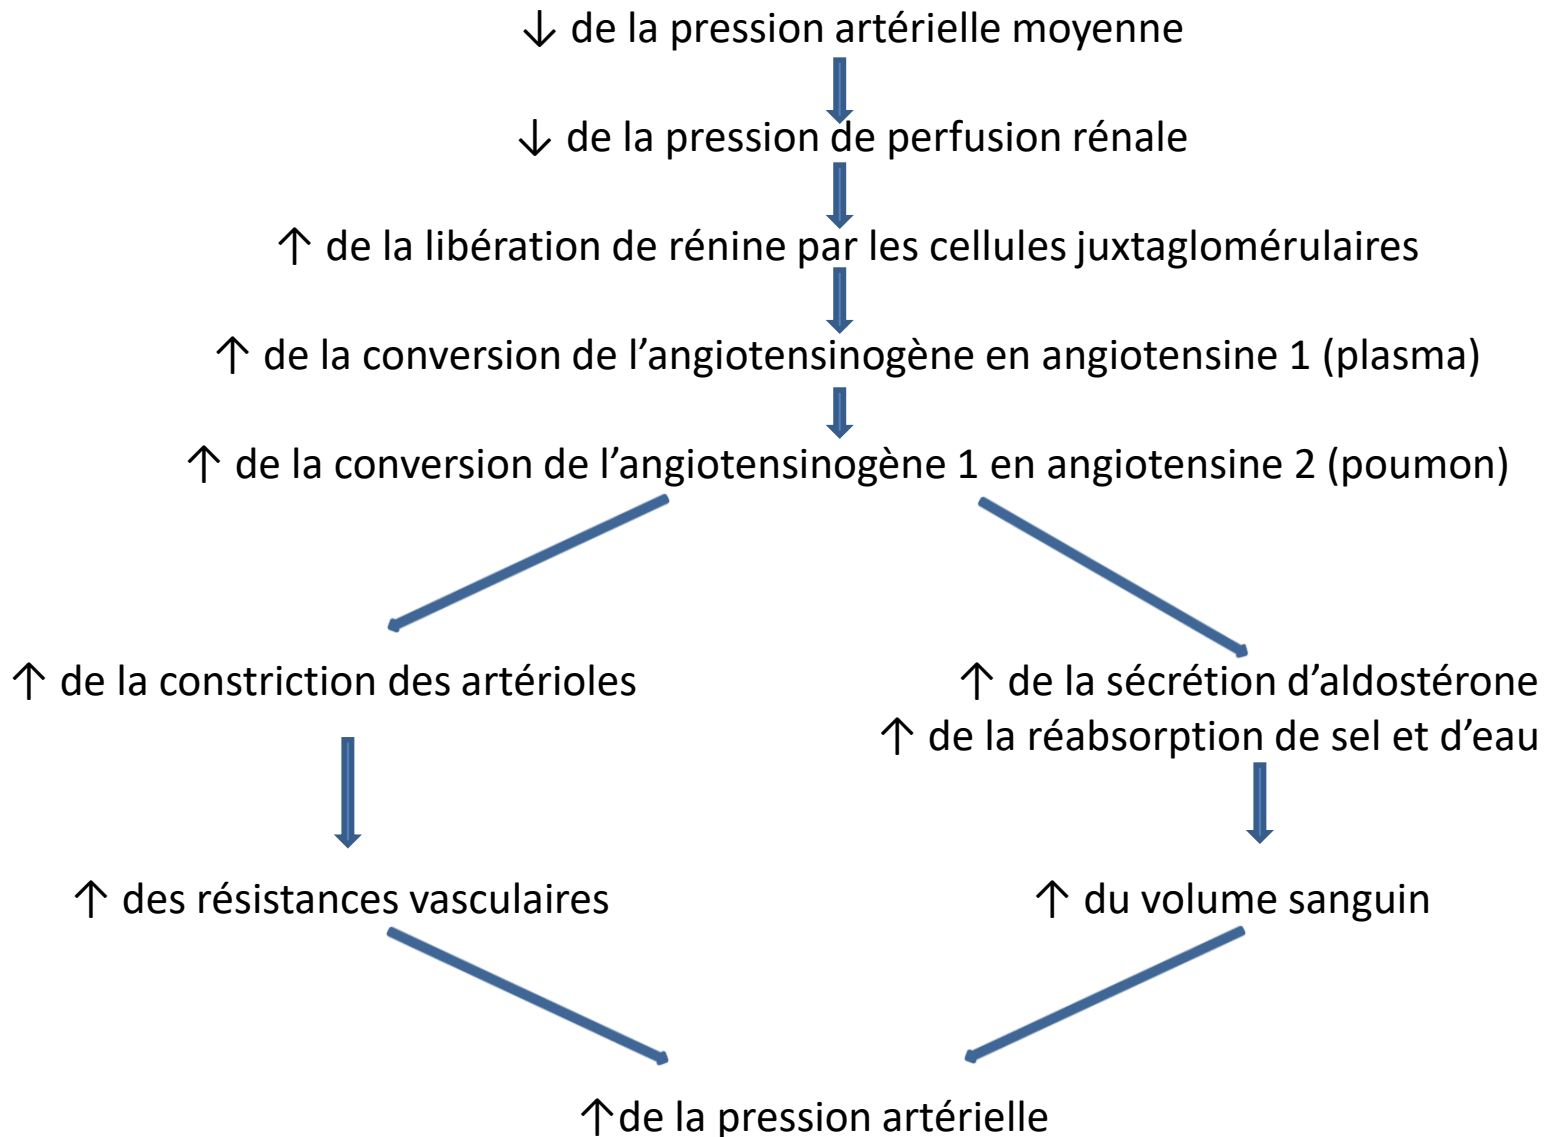 ↓ de la pression artérielle moyenne
↓ de la pression de perfusion rénale
↑ de la libération de rénine par les cellules juxtaglomérulaires
↑ de la conversion de l’angiotensinogène en angiotensine 1 (plasma)
↑ de la conversion de l’angiotensinogène 1 en angiotensine 2 (poumon)
↑ de la constriction des artérioles
↑ de la sécrétion d’aldostérone
↑ de la réabsorption de sel et d’eau
↑ des résistances vasculaires
↑ du volume sanguin
↑de la pression artérielle